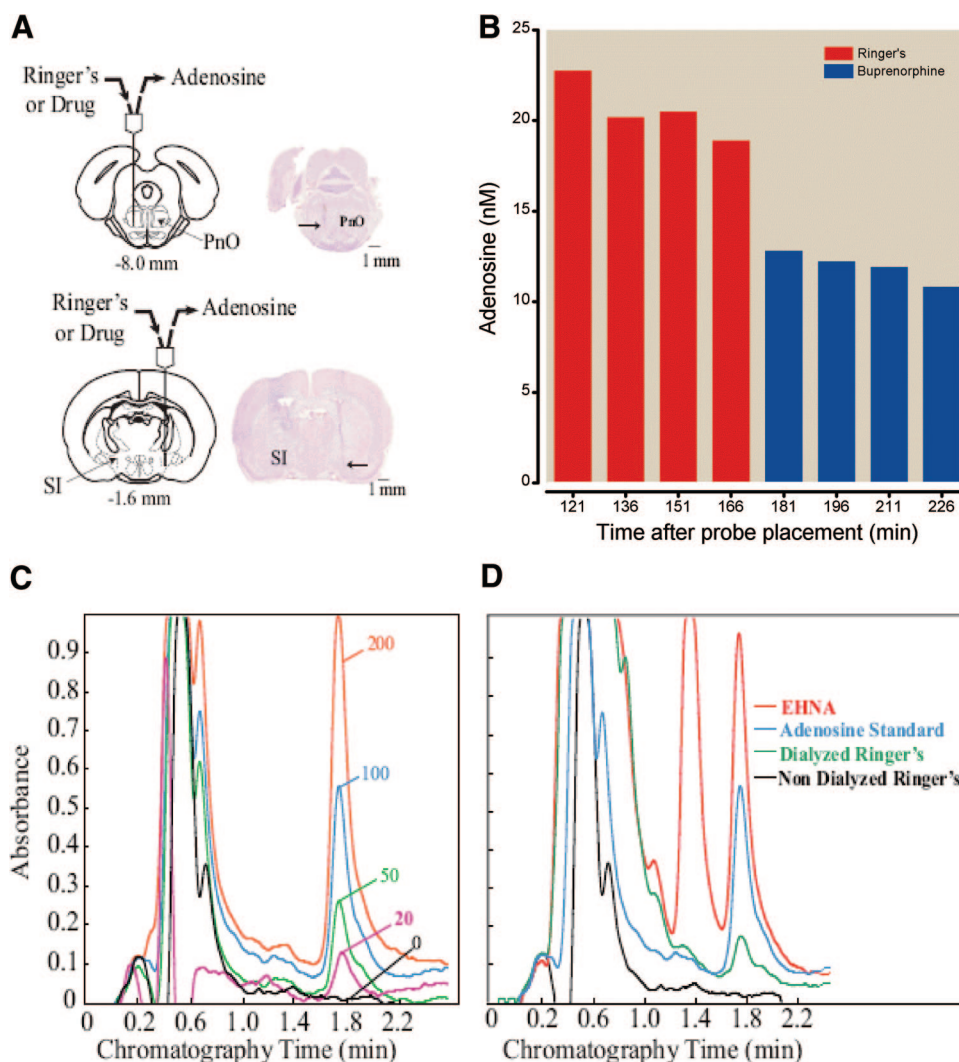 A
Ringer's
or Drug
Adenosine
PnO
-8.0 mm
PnO
1 mm
Ringer's
or Drug
Adenosine
SI
-1.6 mm
SI
1 mm
B
25
20
15
10
5
0
Adenosine (nM)
Ringer's
Buprenorphine
121 136 151 166 181 196 211 226
Time after probe placement (min)
C
0.9
0.8
0.7
0.6
0.5
0.4
0.3
0.2
0.1
0
Absorbance
200
100
50
20
0
0 0.2 0.6 1.0 1.4 1.8 2.2
Chromatography Time (min)
D
EHNA
Adenosine Standard
Dialyzed Ringer's
Non Dialyzed Ringer's
0 0.2 0.6 1.0 1.4 1.8 2.2
Chromatography Time (min)